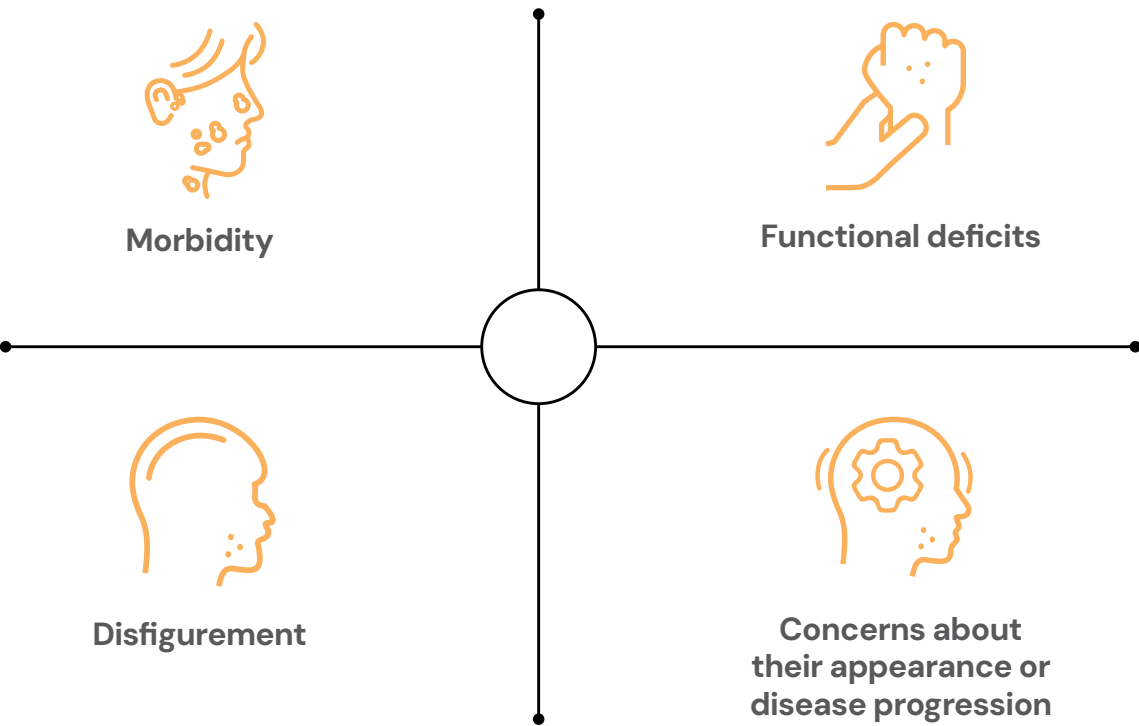 Morbidity
Functional deficits
Disfigurement
Concerns about
their appearance or
disease progression